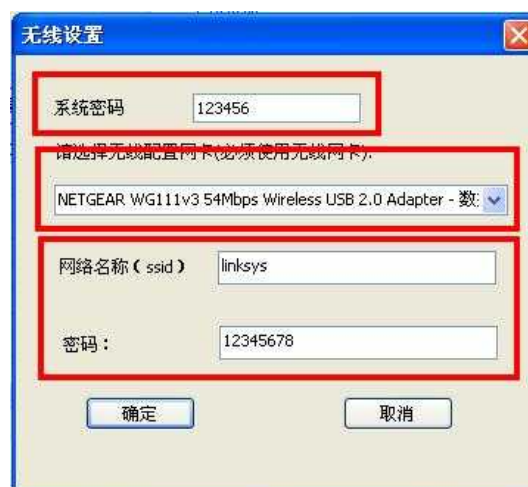 无线设置
系统密码 123456
请选择无线配置网卡(必须使用无线网卡):
NETGEAR WG111v3 54Mbps Wireless USB 2.0 Adapter - 数
网络名称(ssid) linksys
密码: 12345678
确定 取消